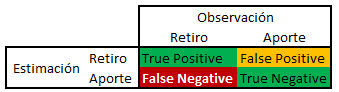 Observación
Retiro Aporte
Estimación Retiro True Positive False Positive
Aporte False Negative True Negative